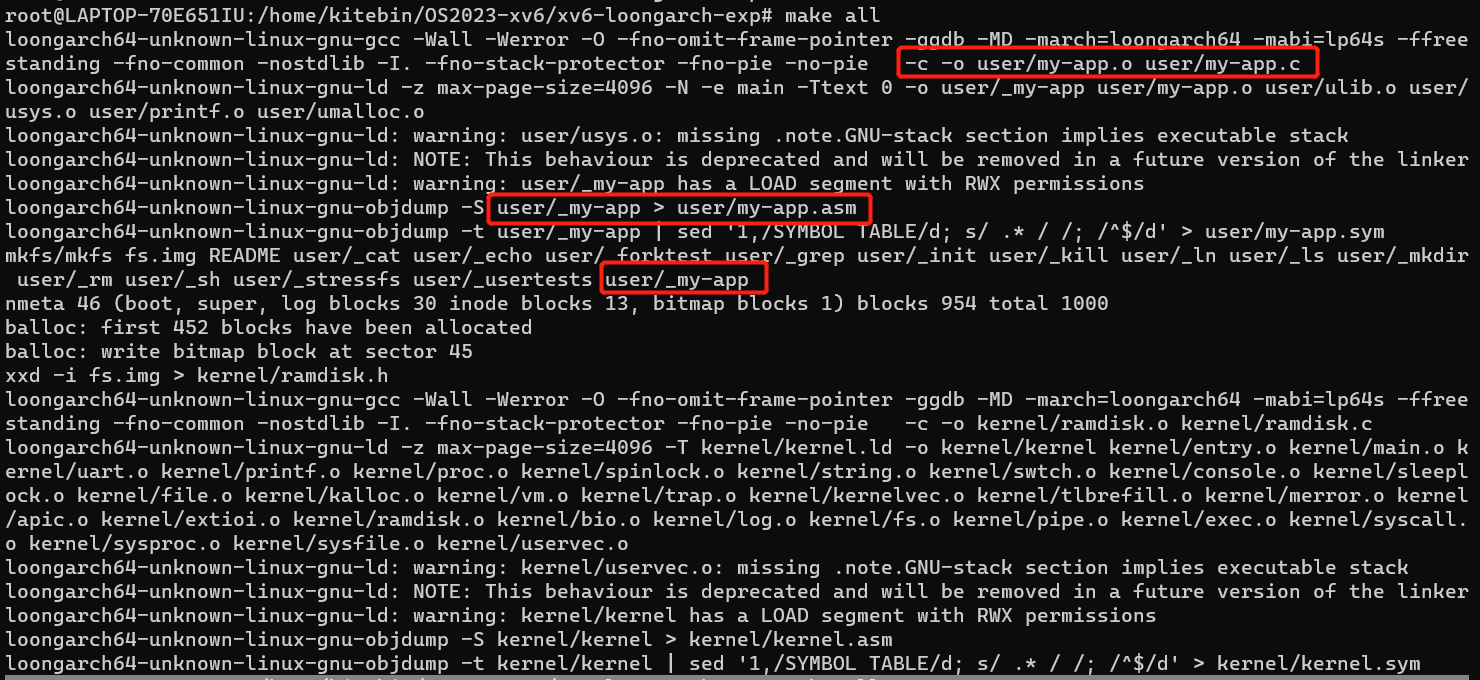 root@LAPTOP-70E651IU:/home/kitebin/OS2023-xv6/xv6-loongarch-exp# make all
loongarch64-unknown-linux-gnu-gcc -Wall -Werror -O -fno-omit-frame-pointer -ggdb -MD -march=loongarch64 -mabi=lp64s -ffree
standing -fno-common -nostdlib -I. -fno-stack-protector -fno-pie -no-pie   -c -o user/my-app.o user/my-app.c
loongarch64-unknown-linux-gnu-ld -z max-page-size=4096 -N -e main -Ttext 0 -o user/_my-app user/my-app.o user/ulib.o user/
usys.o user/printf.o user/umalloc.o
loongarch64-unknown-linux-gnu-ld: warning: user/usys.o: missing .note.GNU-stack section implies executable stack
loongarch64-unknown-linux-gnu-ld: NOTE: This behaviour is deprecated and will be removed in a future version of the linker
loongarch64-unknown-linux-gnu-ld: warning: user/_my-app has a LOAD segment with RWX permissions
loongarch64-unknown-linux-gnu-objdump -S user/_my-app > user/my-app.asm
loongarch64-unknown-linux-gnu-objdump -t user/_my-app | sed '1,/SYMBOL TABLE/d; s/ .* / /; /^$/d' > user/my-app.sym
mkfs/mkfs fs.img README user/_cat user/_echo user/_forktest user/_grep user/_init user/_kill user/_ln user/_ls user/_mkdir
 user/_rm user/_sh user/_stressfs user/_usertests user/_my-app
nmeta 46 (boot, super, log blocks 30 inode blocks 13, bitmap blocks 1) blocks 954 total 1000
balloc: first 452 blocks have been allocated
balloc: write bitmap block at sector 45
xxd -i fs.img > kernel/ramdisk.h
loongarch64-unknown-linux-gnu-gcc -Wall -Werror -O -fno-omit-frame-pointer -ggdb -MD -march=loongarch64 -mabi=lp64s -ffree
standing -fno-common -nostdlib -I. -fno-stack-protector -fno-pie -no-pie   -c -o kernel/ramdisk.o kernel/ramdisk.c
loongarch64-unknown-linux-gnu-ld -z max-page-size=4096 -T kernel/kernel.ld -o kernel/kernel kernel/entry.o kernel/main.o k
ernel/uart.o kernel/printf.o kernel/proc.o kernel/spinlock.o kernel/string.o kernel/swtch.o kernel/console.o kernel/sleepl
ock.o kernel/file.o kernel/kalloc.o kernel/vm.o kernel/trap.o kernel/kernelvec.o kernel/tlbrefill.o kernel/merror.o kernel
/apic.o kernel/extioi.o kernel/ramdisk.o kernel/bio.o kernel/log.o kernel/fs.o kernel/pipe.o kernel/exec.o kernel/syscall.
o kernel/sysproc.o kernel/sysfile.o kernel/uservec.o
loongarch64-unknown-linux-gnu-ld: warning: kernel/uservec.o: missing .note.GNU-stack section implies executable stack
loongarch64-unknown-linux-gnu-ld: NOTE: This behaviour is deprecated and will be removed in a future version of the linker
loongarch64-unknown-linux-gnu-ld: warning: kernel/kernel has a LOAD segment with RWX permissions
loongarch64-unknown-linux-gnu-objdump -S kernel/kernel > kernel/kernel.asm
loongarch64-unknown-linux-gnu-objdump -t kernel/kernel | sed '1,/SYMBOL TABLE/d; s/ .* / /; /^$/d' > kernel/kernel.sym